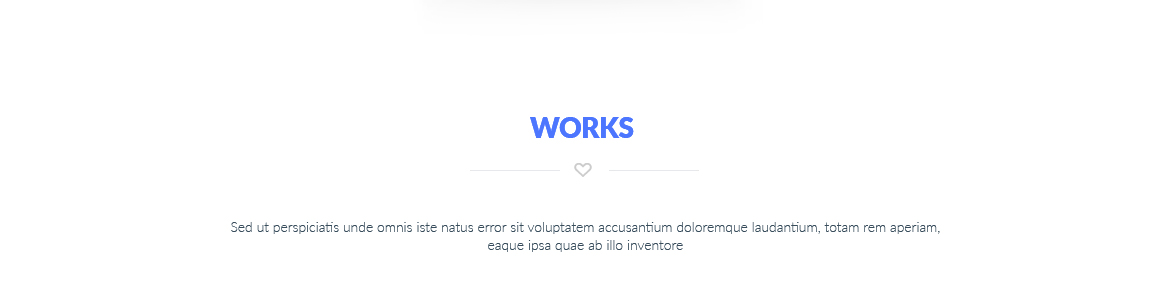 WORKS
Sed ut perspiciatis unde omnis iste natus error sit voluptatem accusantium doloremque laudantium, totam rem aperiam,
eaque ipsa quae ab illo inventore